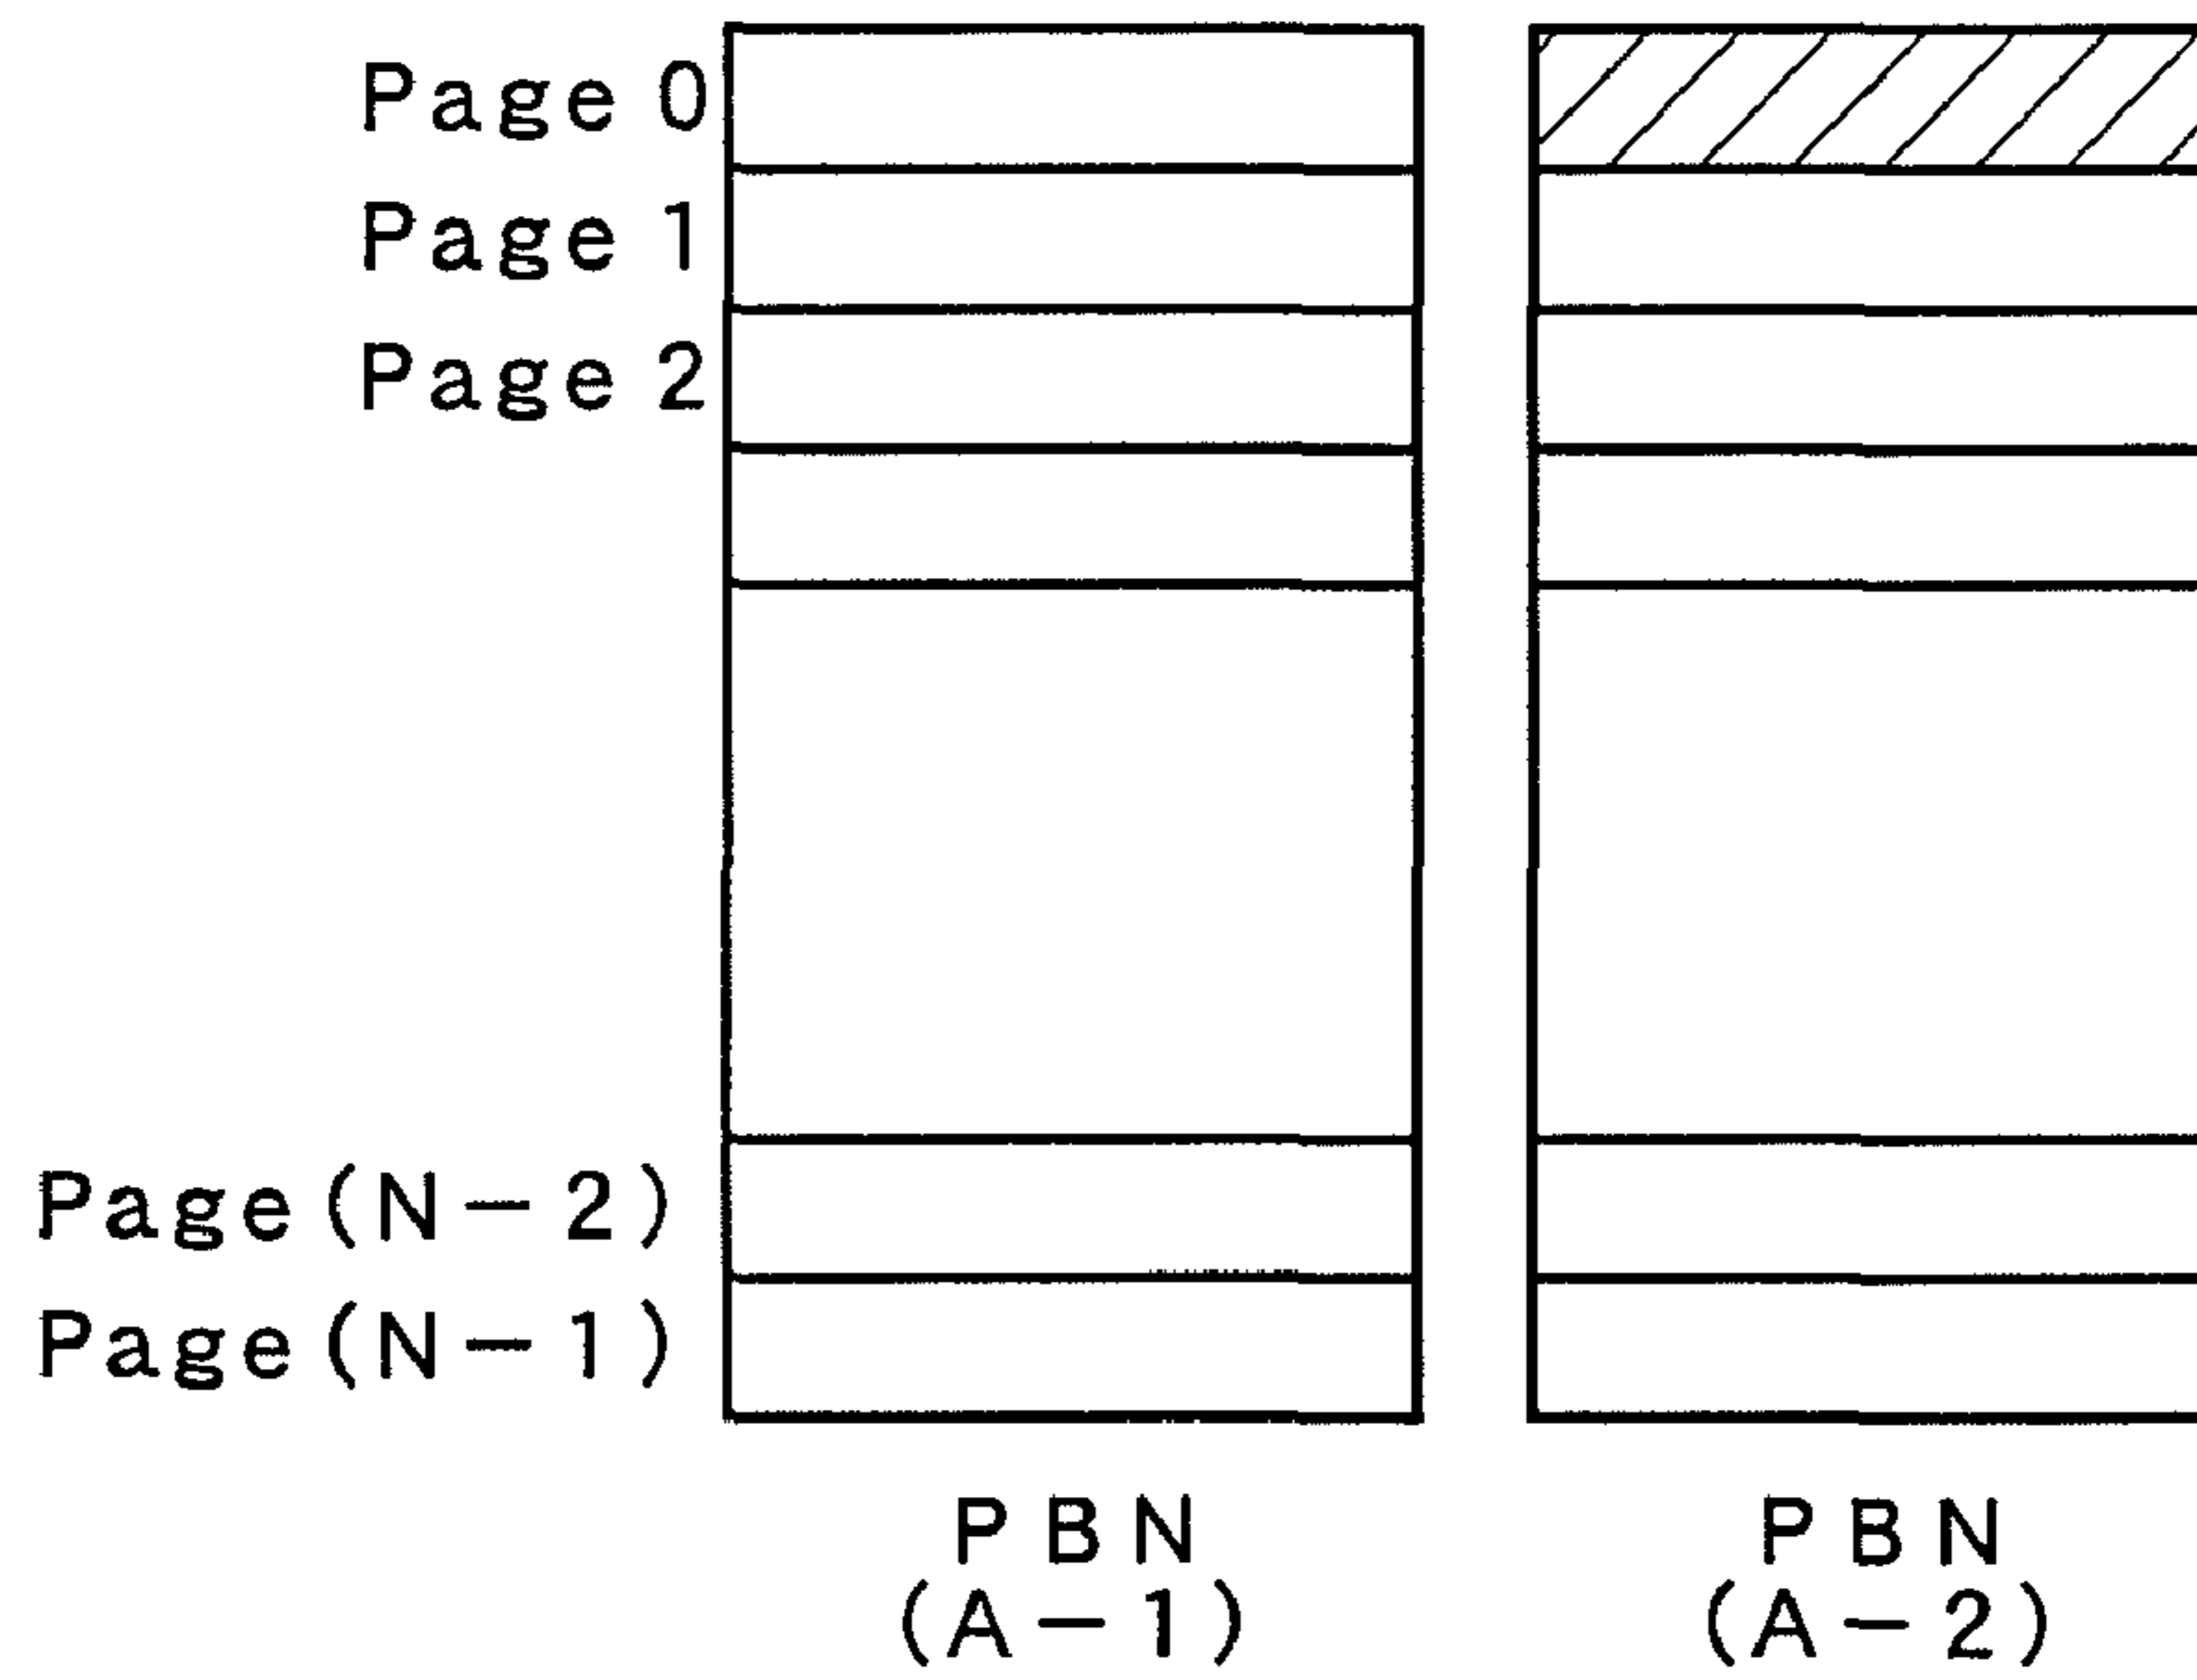 Page 0
Page 1
Page 2
Page(N-2)
Page(N-1)
PBN
(A-1)
PBN
(A-2)